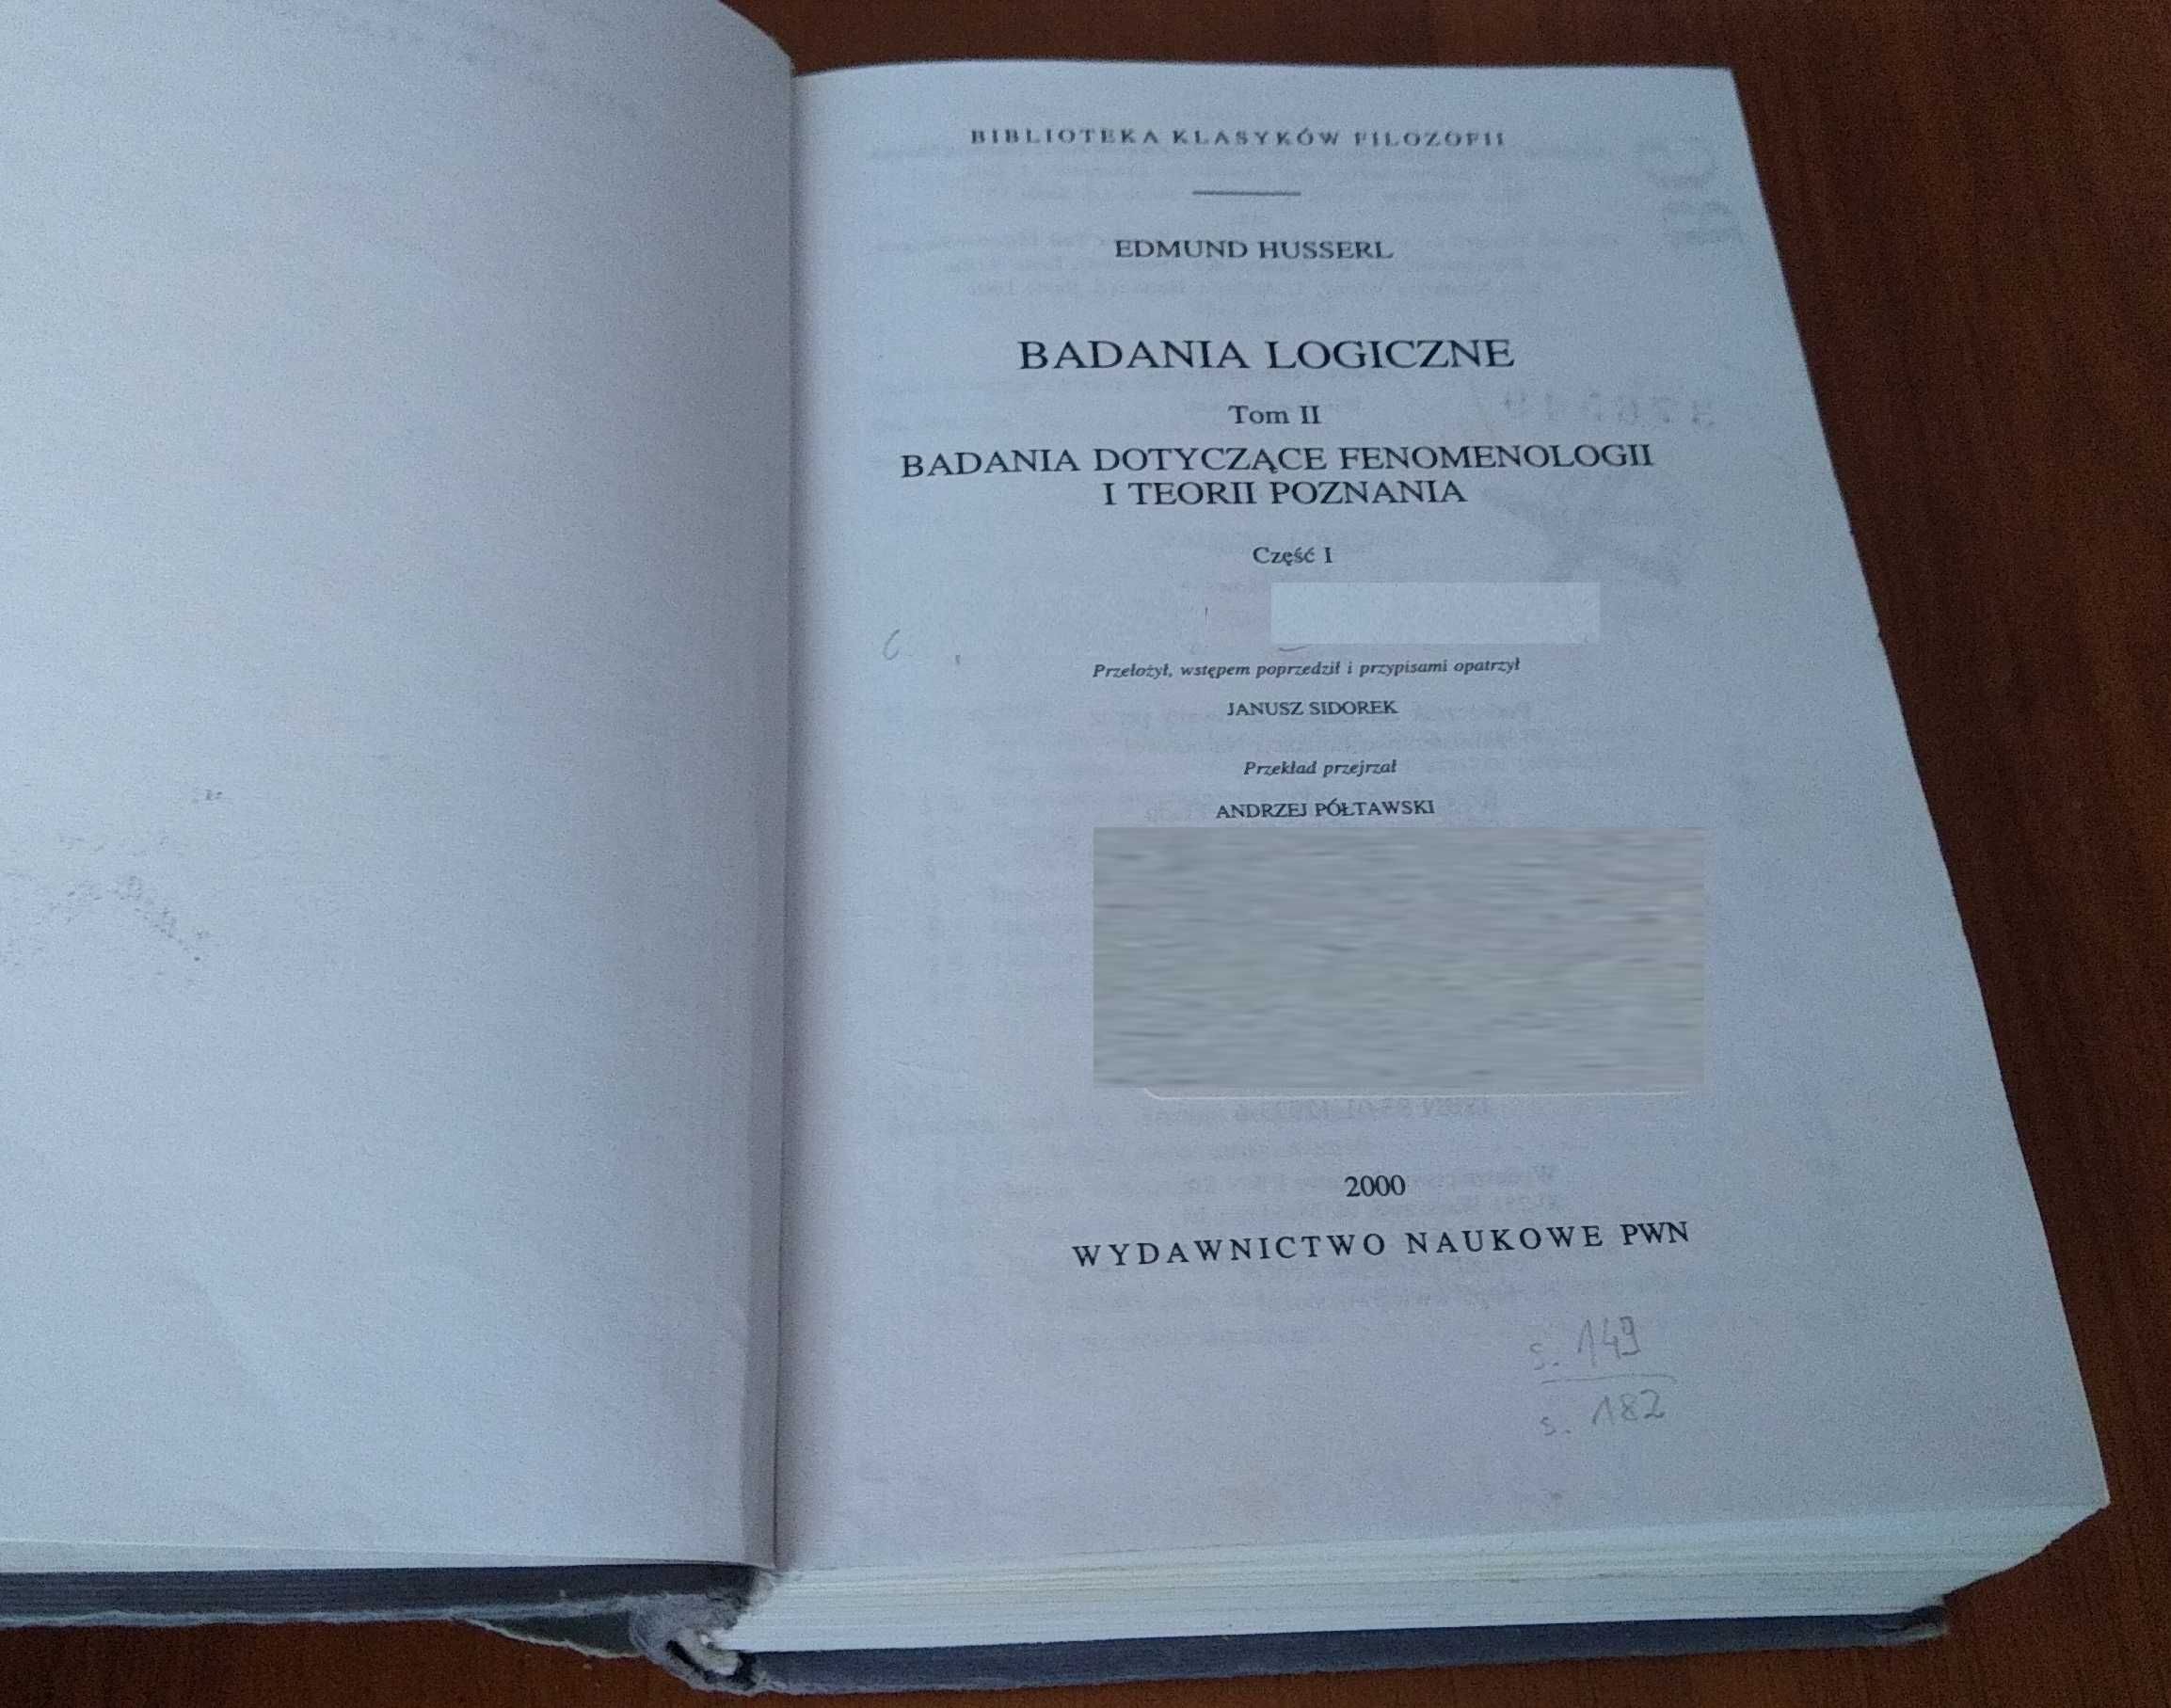 BIBLIOTEKA KLASYKÓW FILOZOFII
EDMUND HUSSERL
BADANIA LOGICZNE
Tom II
BADANIA DOTYCZĄCE FENOMENOLOGII
I TEORII POZNANIA
Część I
Przełożył, wstępem poprzedził i przypisami opatrzył
JANUSZ SIDOREK
Przekład przejrzał
ANDRZEJ PÓŁTAWSKI
2000
WYDAWNICTWO NAUKOWE PWN
s. 149
s. 182